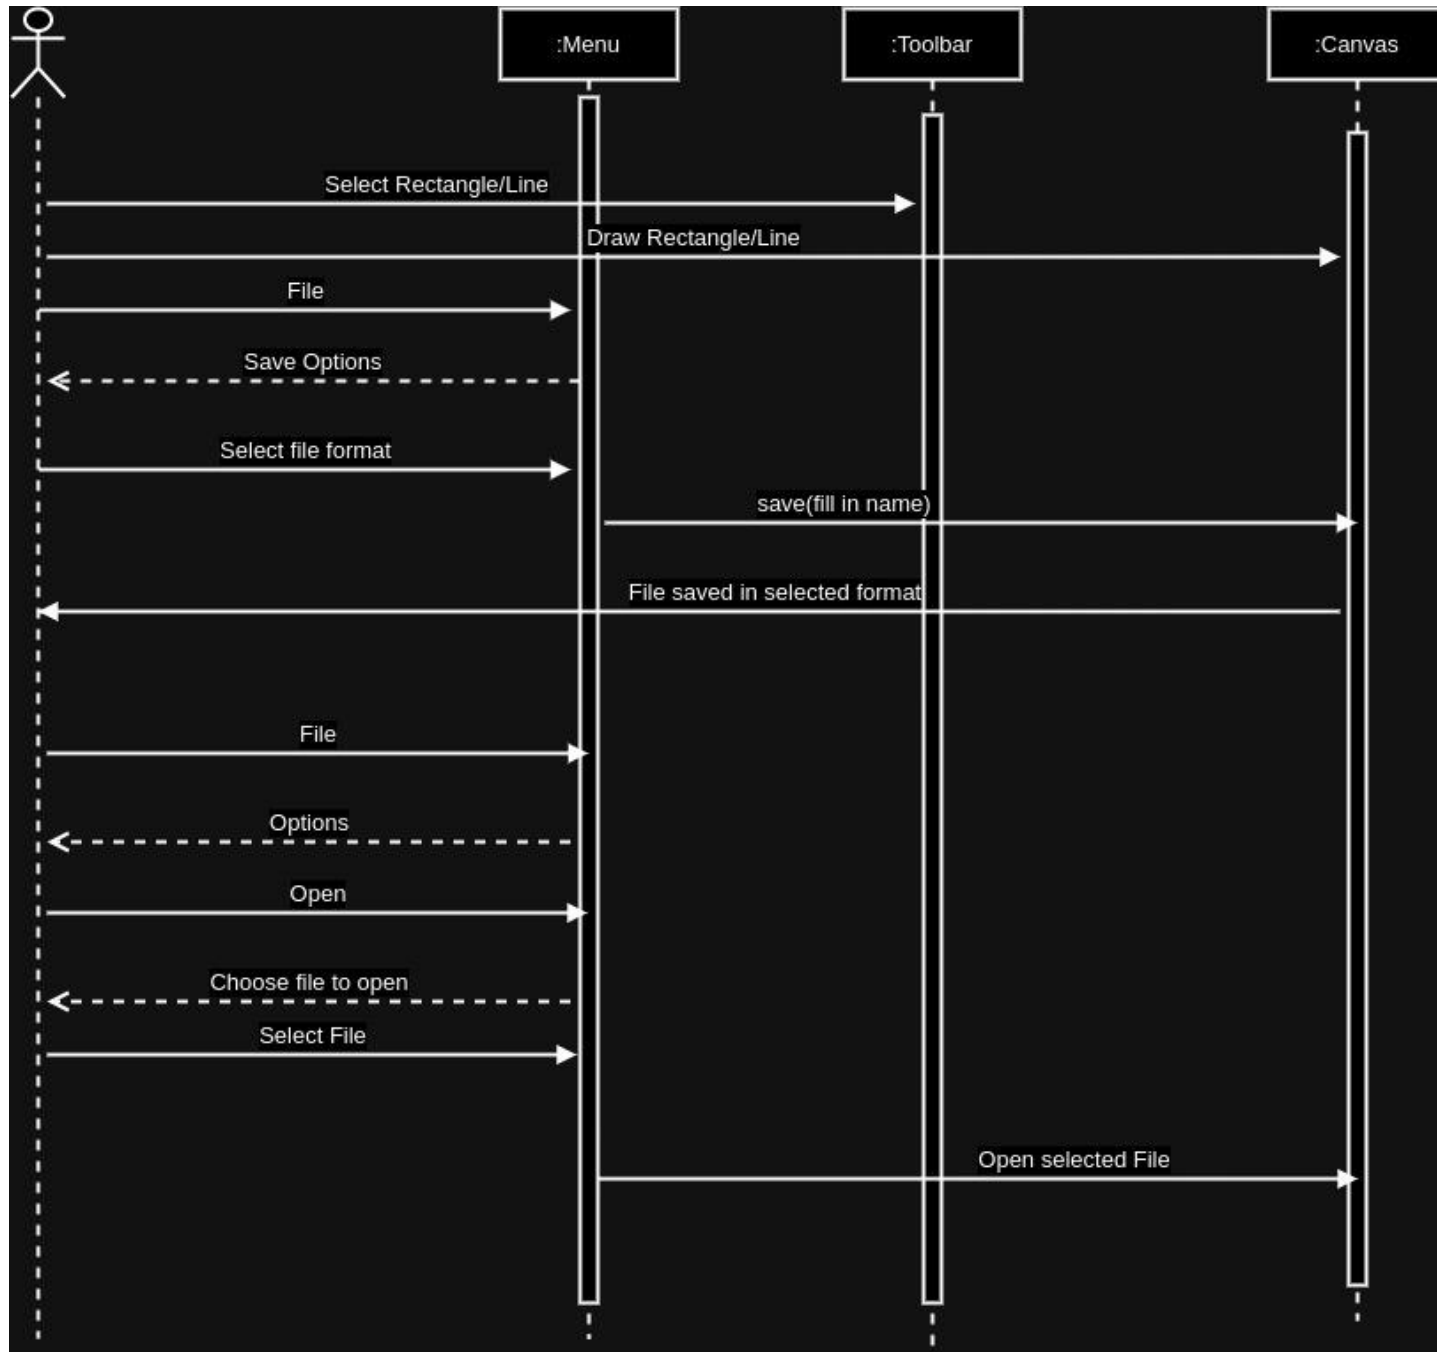 :Menu
:Toolbar
:Canvas
Select Rectangle/Line
Draw Rectangle/Line
File
Save Options
Select file format
save(fill in name)
File saved in selected format
File
Options
Open
Choose file to open
Select File
Open selected File